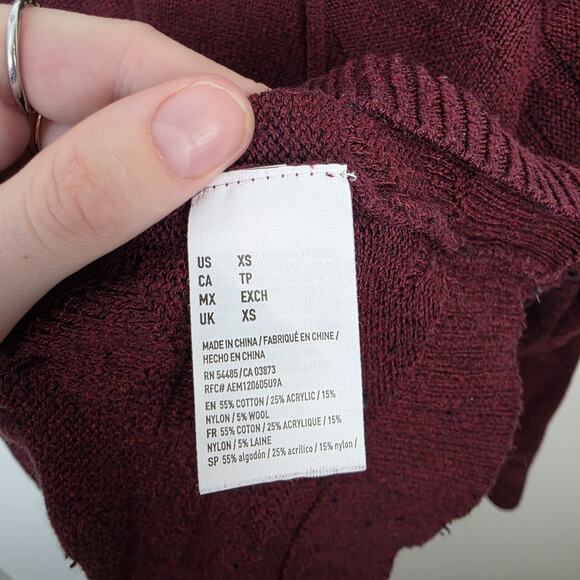 US XS
CA TP
MX EXCH
UK XS
MADE IN CHINA / FABRIQUÉ EN CHINE /
HECHO EN CHINA
RN 54485 / CA 03873
RFC# AEM120605U9A
EN 55% COTTON / 25% ACRYLIC / 15%
NYLON / 5% WOOL
FR 55% COTON / 25% ACRYLIQUE / 15%
NYLON / 5% LAINE
SP 55% algodón / 25% acrílico / 15% nylon /